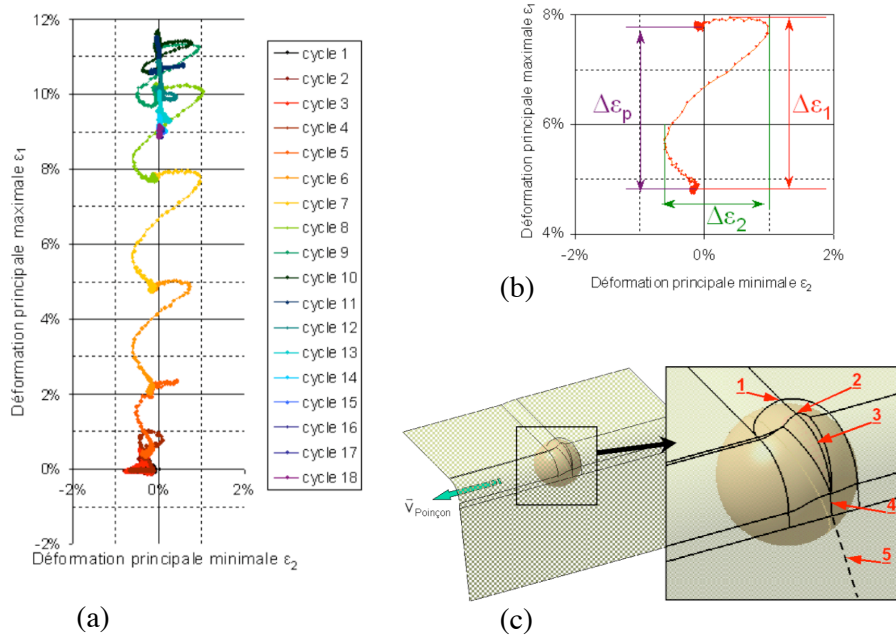 12%
10%
8%
6%
4%
2%
0%
-2%
-2%
0%
2%
Déformation principale maximale ε1
Déformation principale minimale ε2
cycle 1
cycle 2
cycle 3
cycle 4
cycle 5
cycle 6
cycle 7
cycle 8
cycle 9
cycle 10
cycle 11
cycle 12
cycle 13
cycle 14
cycle 15
cycle 16
cycle 17
cycle 18
(a)
8%
6%
4%
-2%
0%
2%
Déformation principale maximale ε1
Δεp
Δε1
Δε2
Déformation principale minimale ε2
(b)
V⃗Poinçon
1
2
3
4
5
(c)